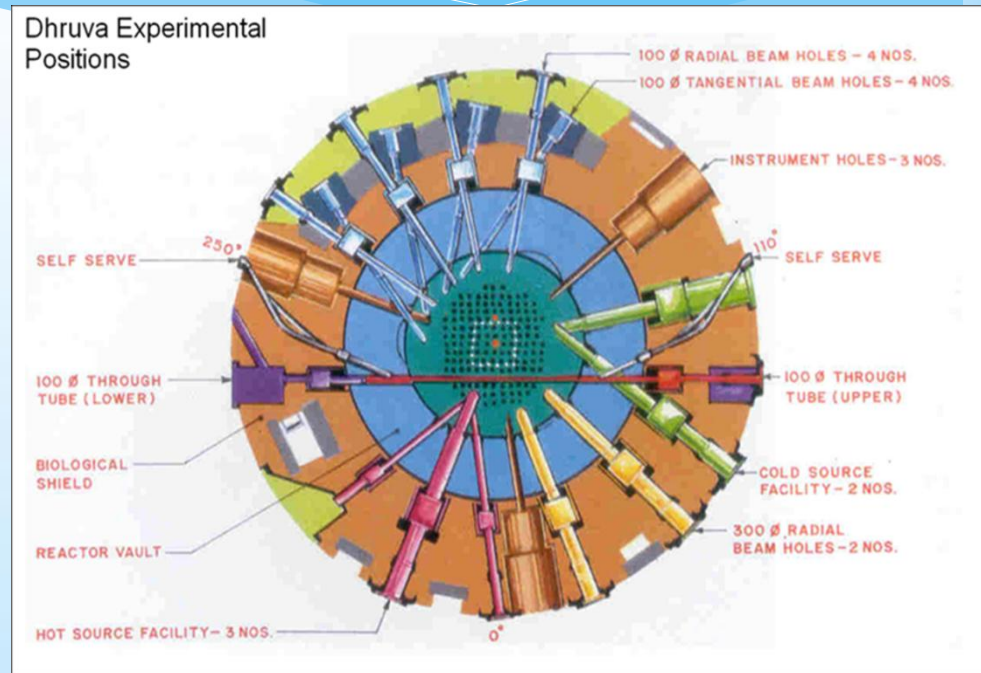 Dhruva Experimental
Positions
100 Ø RADIAL BEAM HOLES – 4 NOS.
100 Ø TANGENTIAL BEAM HOLES – 4 NOS.
INSTRUMENT HOLES – 3 NOS.
250°
110°
SELF SERVE
SELF SERVE
100 Ø THROUGH
TUBE (LOWER)
100 Ø THROUGH
TUBE (UPPER)
BIOLOGICAL
SHIELD
COLD SOURCE
FACILITY – 2 NOS.
300 Ø RADIAL
BEAM HOLES – 2 NOS.
REACTOR VAULT
HOT SOURCE FACILITY – 3 NOS.
0°